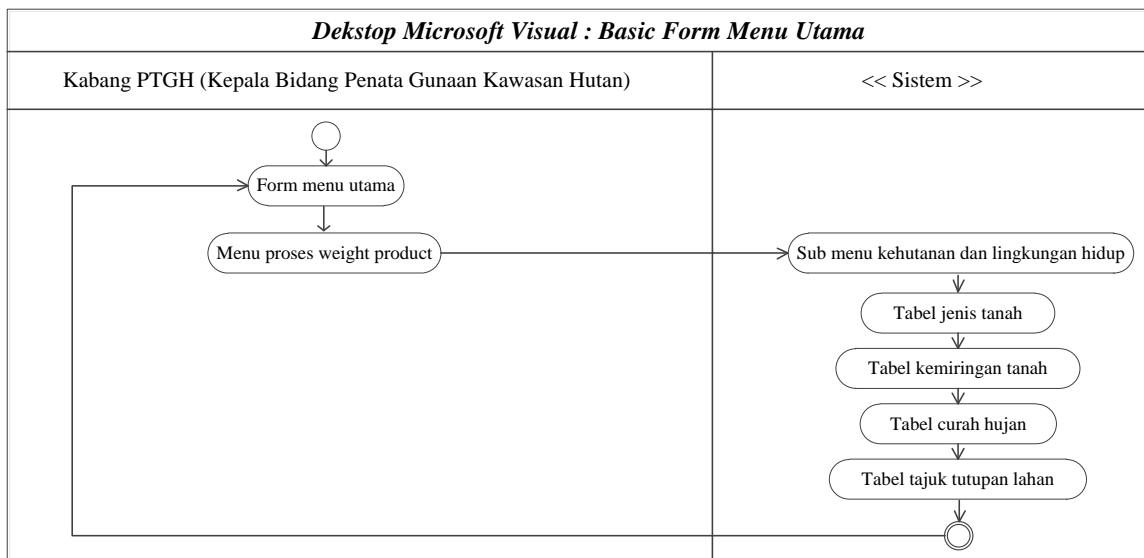 Dekstop Microsoft Visual : Basic Form Menu Utama
Kabang PTGH (Kepala Bidang Penata Gunaan Kawasan Hutan)
<< Sistem >>
Form menu utama
Menu proses weight product
Sub menu kehutanan dan lingkungan hidup
Tabel jenis tanah
Tabel kemiringan tanah
Tabel curah hujan
Tabel tajuk tutupan lahan